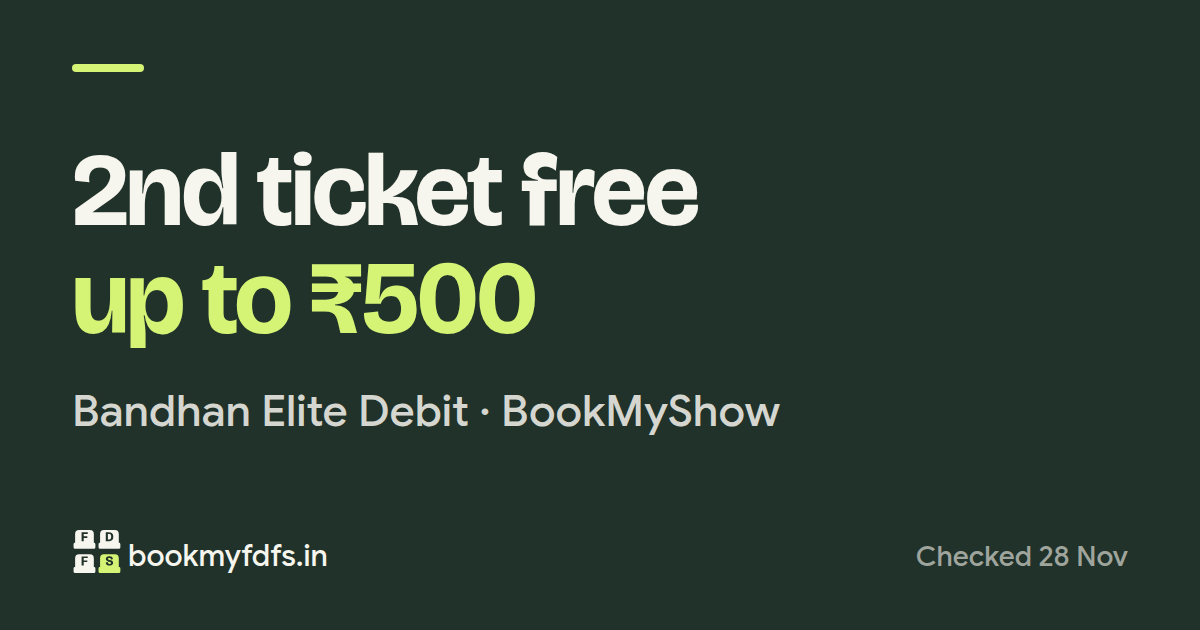 2nd ticket free
up to ₹500
Bandhan Elite Debit · BookMyShow
F D
F S
bookmyfdfs.in
Checked 28 Nov